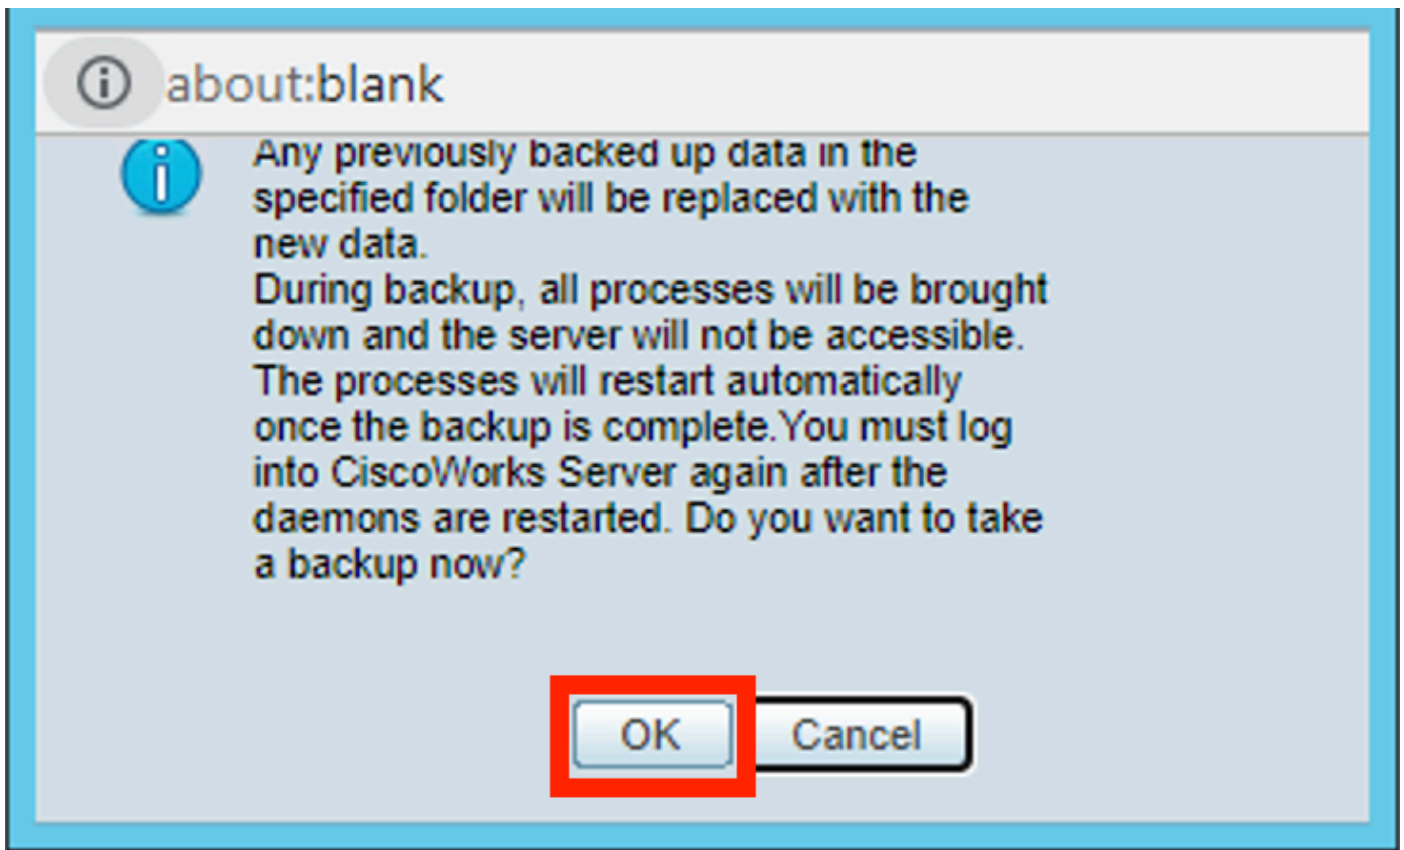 about:blank
Any previously backed up data in the
specified folder will be replaced with the
new data.
During backup, all processes will be brought
down and the server will not be accessible.
The processes will restart automatically
once the backup is complete.You must log
into CiscoWorks Server again after the
daemons are restarted. Do you want to take
a backup now?
OK Cancel